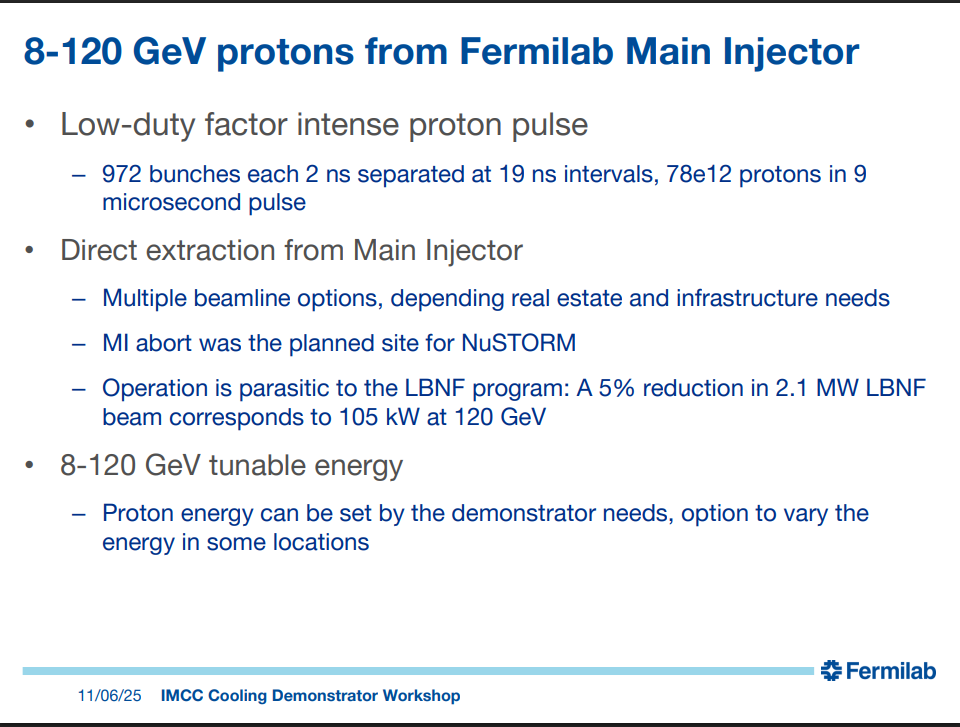 8-120 GeV protons from Fermilab Main Injector
• Low-duty factor intense proton pulse
– 972 bunches each 2 ns separated at 19 ns intervals, 78e12 protons in 9
microsecond pulse
• Direct extraction from Main Injector
– Multiple beamline options, depending real estate and infrastructure needs
– MI abort was the planned site for NuSTORM
– Operation is parasitic to the LBNF program: A 5% reduction in 2.1 MW LBNF
beam corresponds to 105 kW at 120 GeV
• 8-120 GeV tunable energy
– Proton energy can be set by the demonstrator needs, option to vary the
energy in some locations
Fermilab
11/06/25 IMCC Cooling Demonstrator Workshop